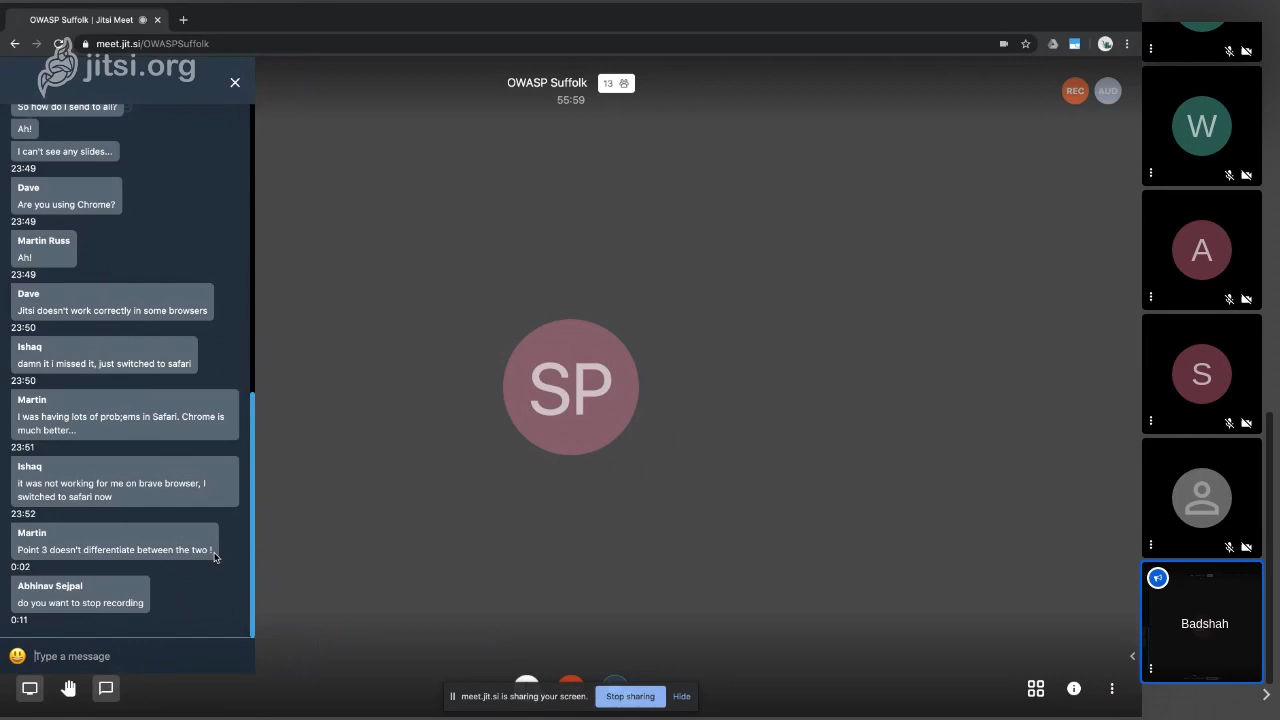 OWASP Suffolk | Jitsi Meet
meet.jit.si/OWASPSuffolk
jitsi.org
OWASP Suffolk
13
55:59
REC
AUD
So how do I send to all?
Ah!
I can't see any slides...
23:49
Dave
Are you using Chrome?
23:49
Martin Russ
Ah!
23:49
Dave
Jitsi doesn't work correctly in some browsers
23:50
Ishaq
damn it i missed it, just switched to safari
23:50
Martin
I was having lots of prob;ems in Safari. Chrome is
much better...
23:51
Ishaq
it was not working for me on brave browser, I
switched to safari now
23:52
Martin
Point 3 doesn't differentiate between the two !
0:02
Abhinav Sejpal
do you want to stop recording
0:11
Type a message
SP
meet.jit.si is sharing your screen.
Stop sharing
Hide
W
A
S
Badshah